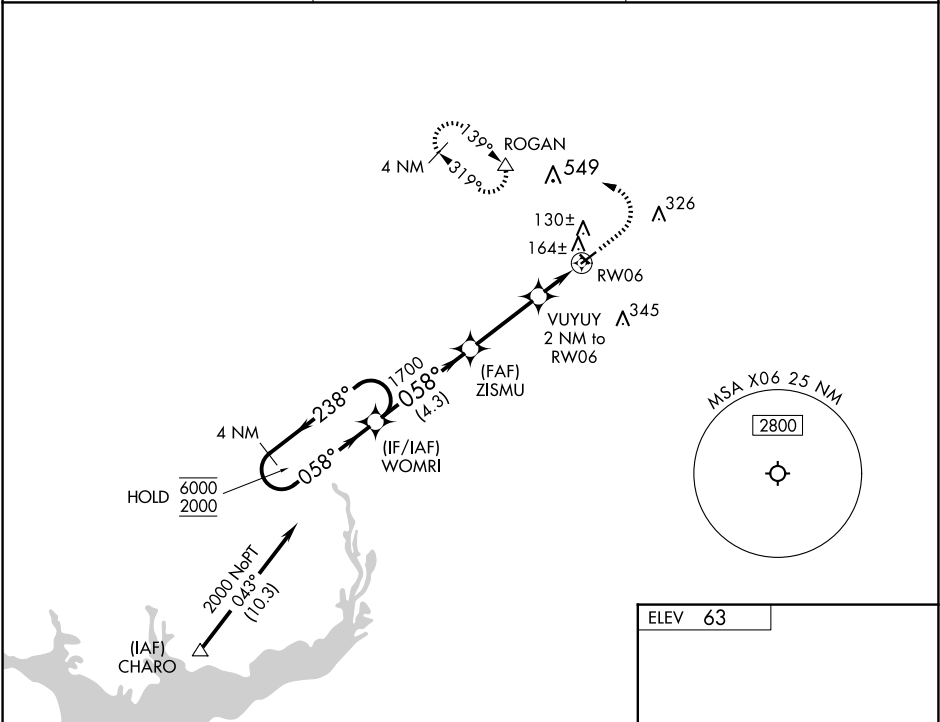 139°
ROGAN
4 NM
319°
549
326
130±
164±
RW06
VUYUY
2 NM to
RW06
345
(FAF)
ZISMU
1700
058°
(4.3)
238°
4 NM
058°
(IF/IAF)
WOMRI
HOLD
6000
2000
MSA X06 25 NM
2800
2000 NoPT
043°
(10.3)
(IAF)
CHARO
ELEV 63